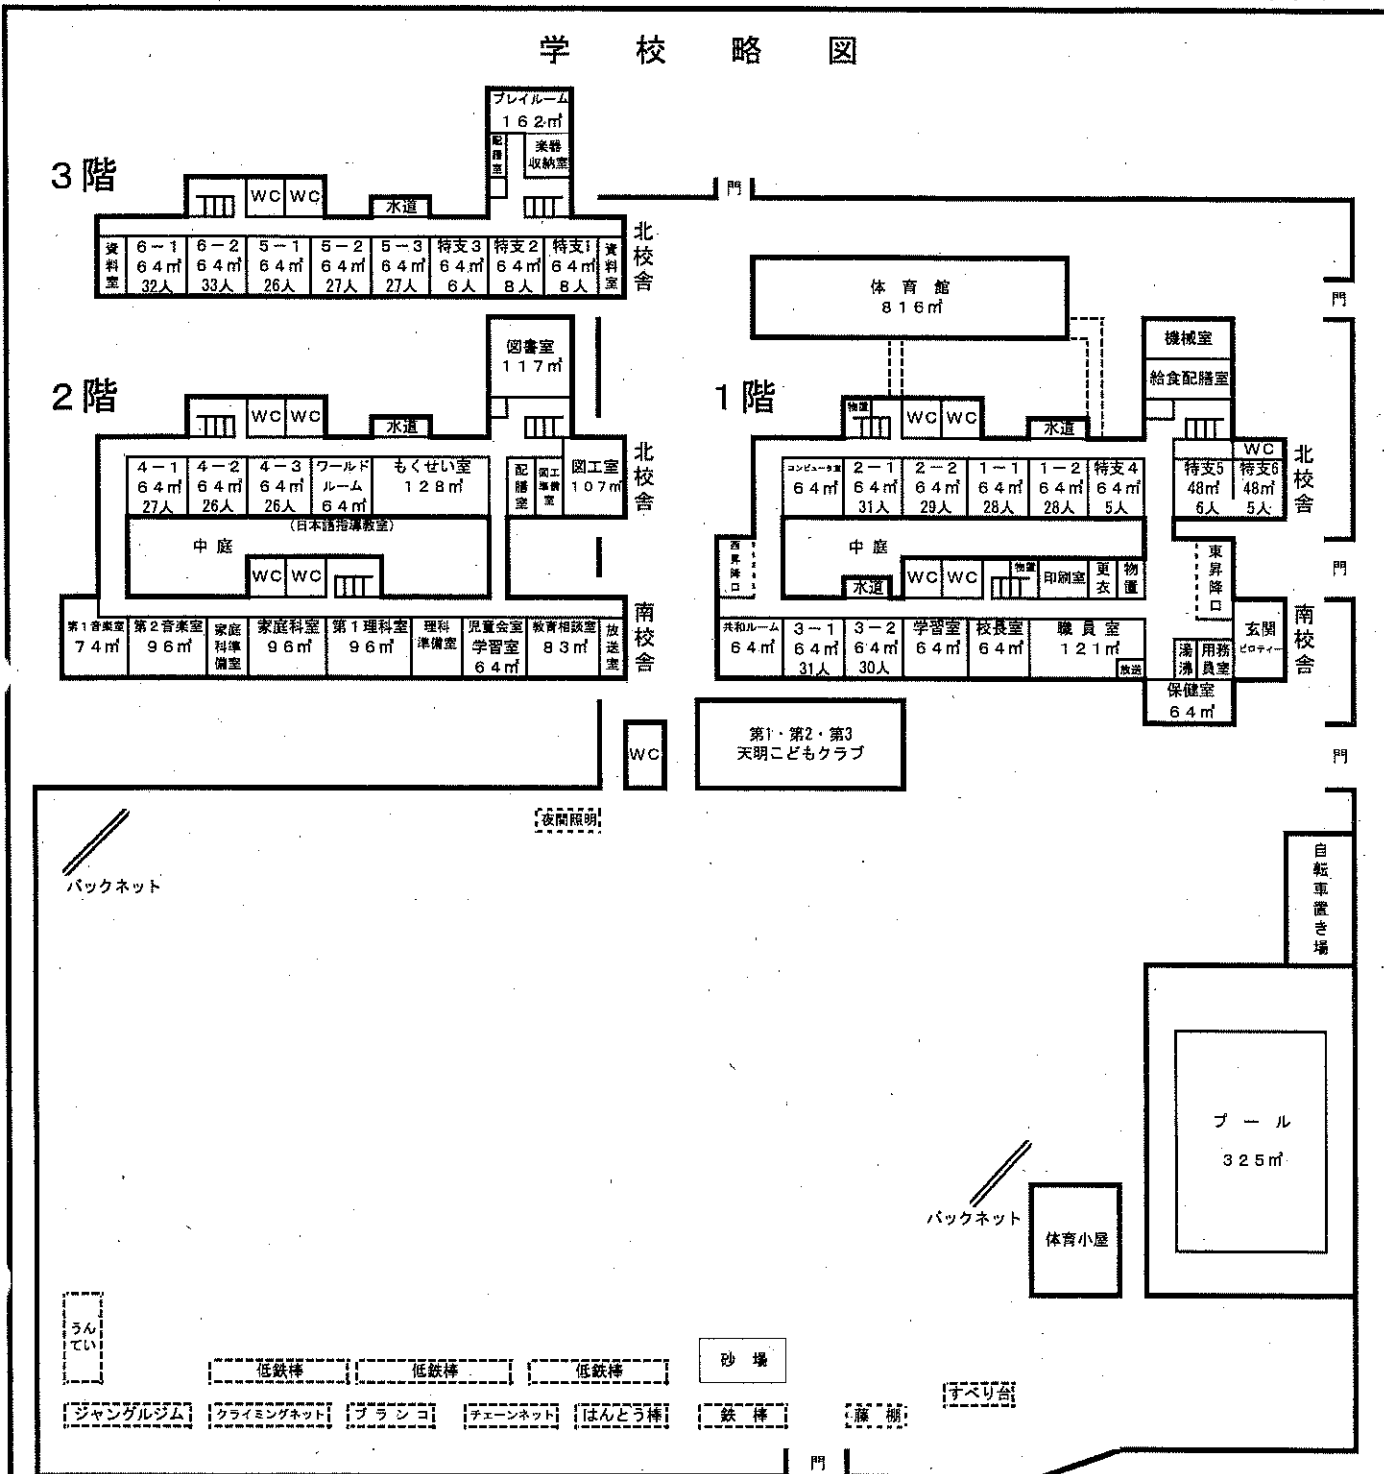 学校略図
3階
プレイルーム
162㎡
配膳室
楽器
収納室
WC
WC
水道
北校舎
資料室
6-1
64㎡
32人
6-2
64㎡
33人
5-1
64㎡
26人
5-2
64㎡
27人
5-3
64㎡
27人
特支3
64㎡
6人
特支2
64㎡
8人
特支1
64㎡
8人
資料室
門
体育館
816㎡
門
2階
図書室
117㎡
WC
WC
水道
北校舎
4-1
64㎡
27人
4-2
64㎡
26人
4-3
64㎡
26人
ワールド
ルーム
64㎡
(日本語指導教室)
もくせい室
128㎡
配膳室
図工準備室
図工室
107㎡
中庭
WC
WC
南校舎
第1音楽室
74㎡
第2音楽室
96㎡
家庭科準備室
家庭科室
96㎡
第1理科室
96㎡
理科
準備室
児童会室
学習室
64㎡
教育相談室
83㎡
放送室
1階
機械室
給食配膳室
物置
WC
WC
水道
WC
北校舎
コンピュータ室
64㎡
2-1
64㎡
31人
2-2
64㎡
29人
1-1
64㎡
28人
1-2
64㎡
28人
特支4
64㎡
5人
特支5
48㎡
6人
特支6
48㎡
5人
西昇降口
中庭
水道
WC
WC
物置
印刷室
更衣
物置
東昇降口
門
南校舎
共和ルーム
64㎡
3-1
64㎡
31人
3-2
64㎡
30人
学習室
64㎡
校長室
64㎡
職員室
121㎡
放送
湯沸
用務員室
玄関
ピロティー
保健室
64㎡
WC
第1・第2・第3
天明こどもクラブ
門
夜間照明
バックネット
自転車置き場
プール
325㎡
バックネット
体育小屋
うん
てい
低鉄棒
低鉄棒
低鉄棒
砂場
すべり台
ジャングルジム
クライミングネット
ブランコ
チェーンネット
はんとう棒
鉄棒
藤棚
門